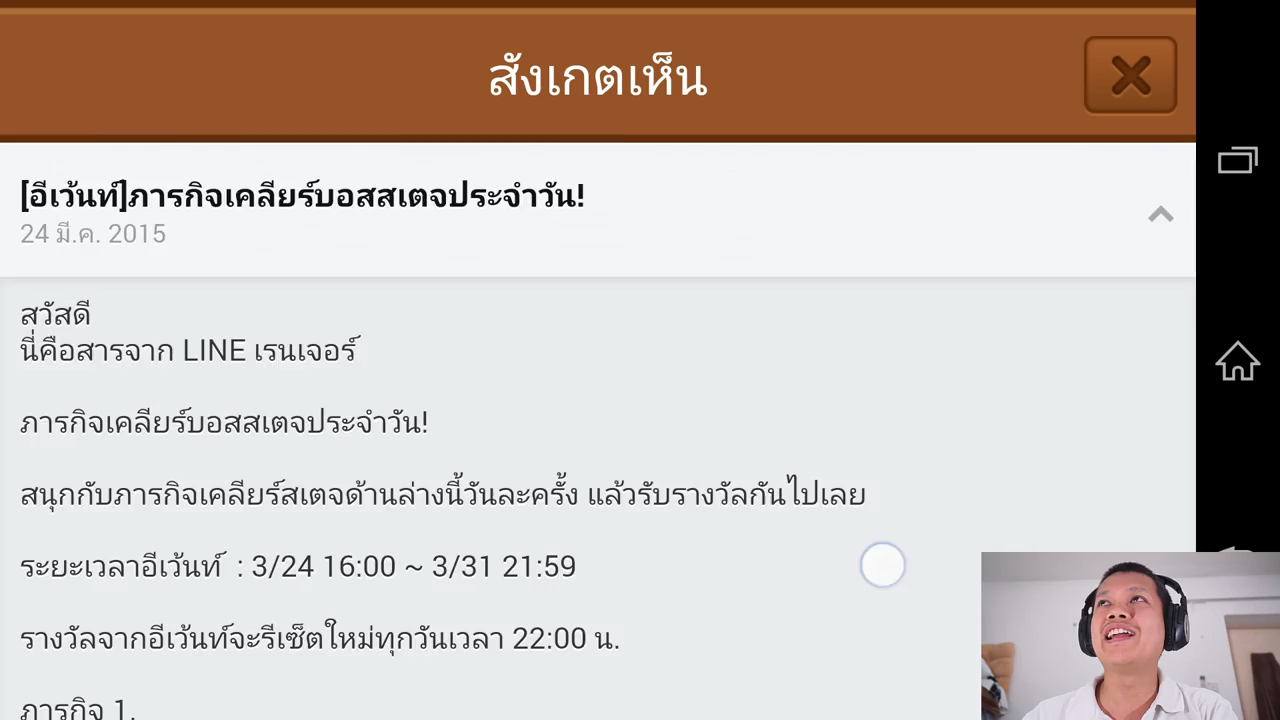 สังเกตเห็น
[อีเว้นท์]ภารกิจเคลียร์บอสสเตจประจำวัน!
24 มี.ค. 2015
สวัสดี
นี่คือสารจาก LINE เรนเจอร์
ภารกิจเคลียร์บอสสเตจประจำวัน!
สนุกกับภารกิจเคลียร์สเตจด้านล่างนี้วันละครั้ง แล้วรับรางวัลกันไปเลย
ระยะเวลาอีเว้นท์ : 3/24 16:00 ~ 3/31 21:59
รางวัลจากอีเว้นท์จะรีเซ็ตใหม่ทุกวันเวลา 22:00 น.
ภารกิจ 1.